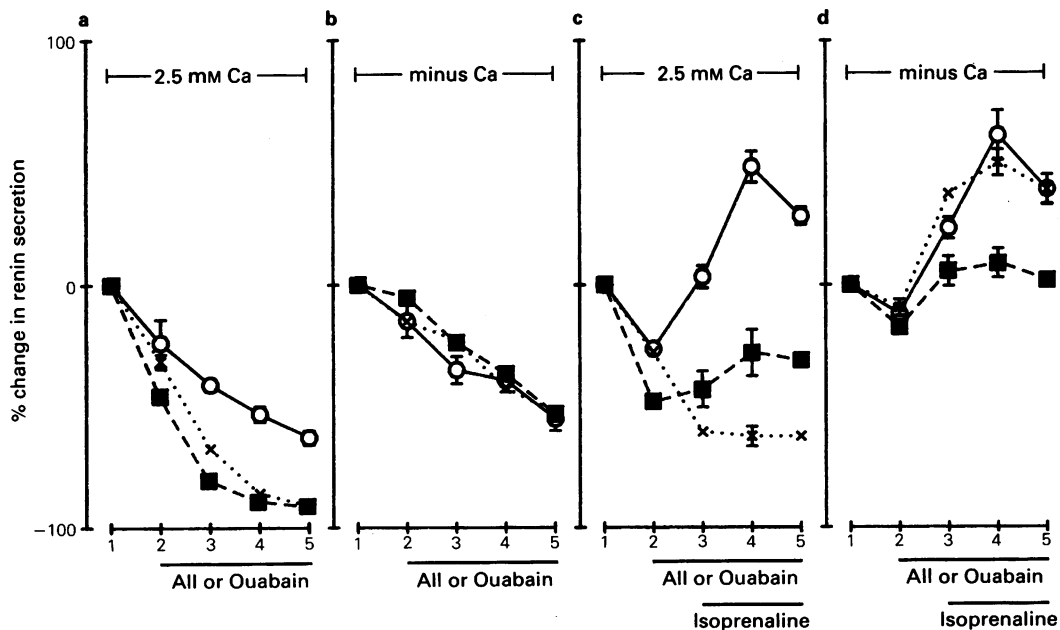 a b c d
100
2.5 mM Ca minus Ca 2.5 mM Ca minus Ca
% change in renin secretion
0
−100
1 2 3 4 5 1 2 3 4 5 1 2 3 4 5 1 2 3 4 5
AII or Ouabain AII or Ouabain AII or Ouabain AII or Ouabain
Isoprenaline Isoprenaline